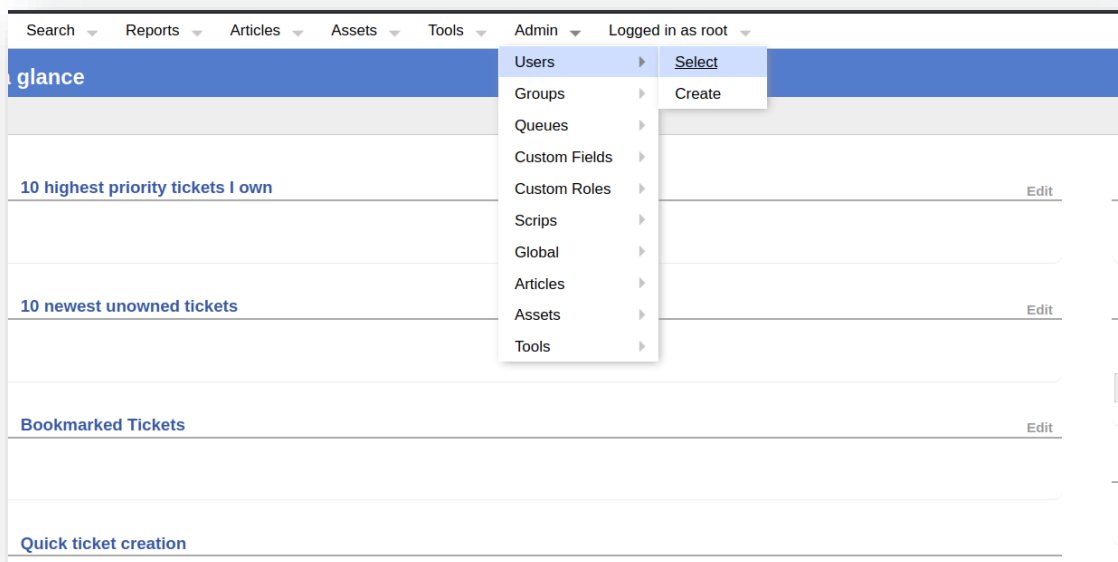 Search Reports Articles Assets Tools Admin Logged in as root
glance
Users
Select
Groups
Create
Queues
Custom Fields
Custom Roles
Scrips
Global
Articles
Assets
Tools
10 highest priority tickets I own Edit
10 newest unowned tickets Edit
Bookmarked Tickets Edit
Quick ticket creation